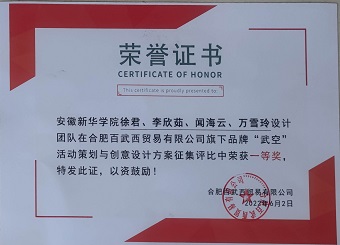 荣誉证书
CERTIFICATE OF HONOR
This certificate is proudly presented to
安徽新华学院徐君、李欣茹、闻海云、万雪玲设计
团队在合肥百武西贸易有限公司旗下品牌“武空”
活动策划与创意设计方案征集评比中荣获一等奖，
特发此证，以资鼓励！
合肥百武西贸易有限公司
2022年6月2日